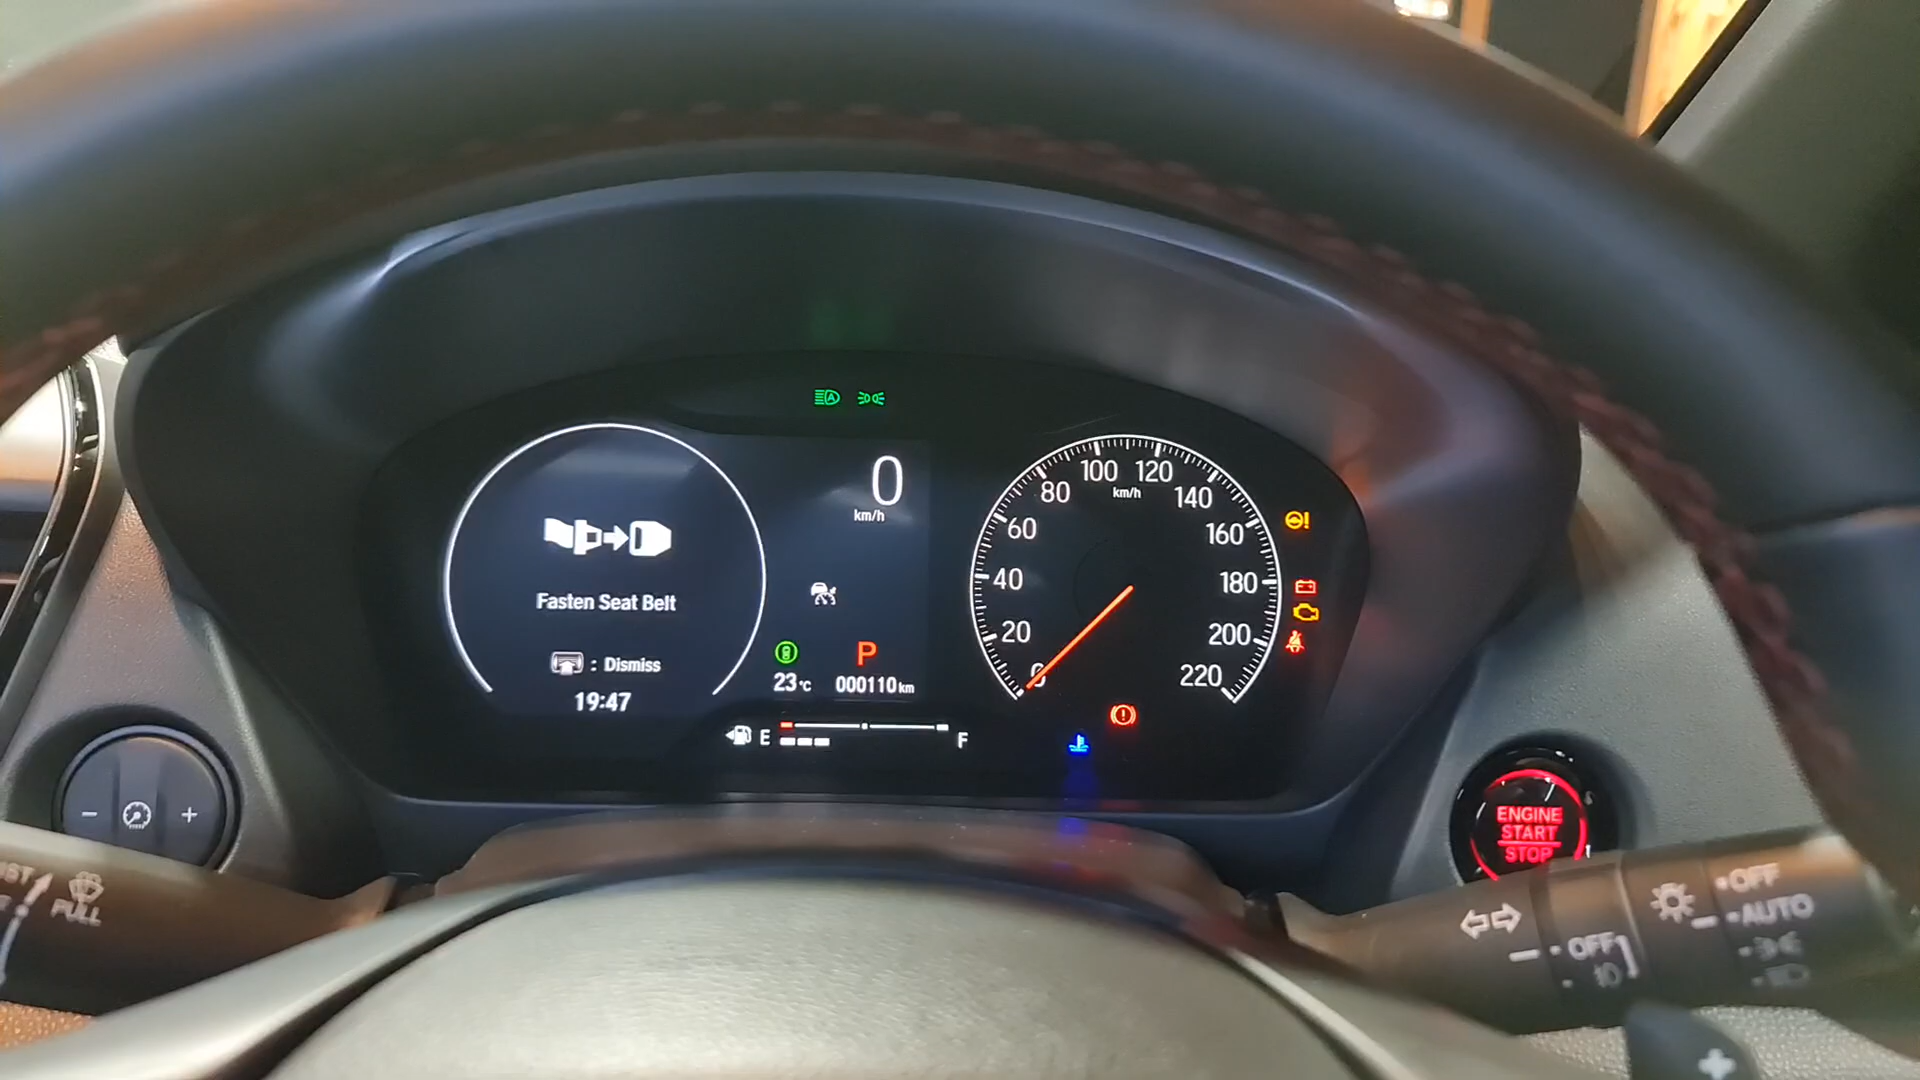 0
km/h
Fasten Seat Belt
: Dismiss
19:47
P
23°C
000110 km
E
F
0
20
40
60
80
100
120
140
160
180
200
220
km/h
ENGINE
START
STOP
PULL
OFF
AUTO
OFF